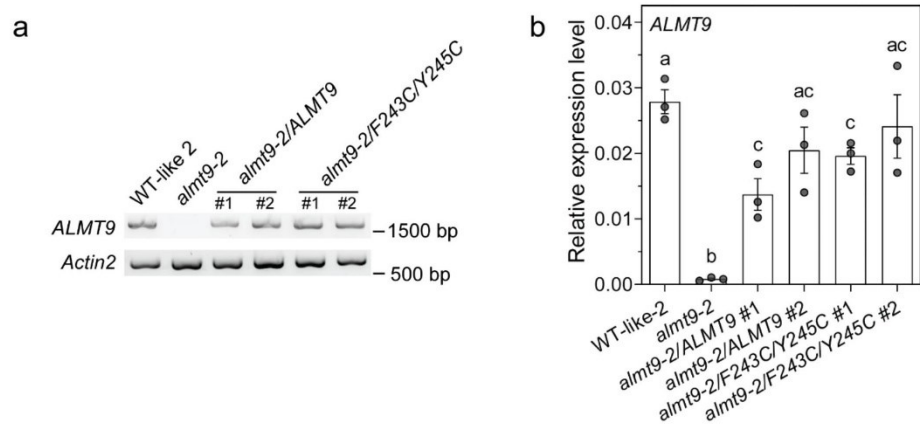 a
WT-like 2
almt9-2
almt9-2/ALMT9
almt9-2/F243C/Y245C
#1 #2 #1 #2
ALMT9
1500 bp
Actin2
500 bp
b
Relative expression level
0.04
0.03
0.02
0.01
0.00
ALMT9
a
b
c
ac
c
ac
WT-like-2
almt9-2
almt9-2/ALMT9 #1
almt9-2/ALMT9 #2
almt9-2/F243C/Y245C #1
almt9-2/F243C/Y245C #2